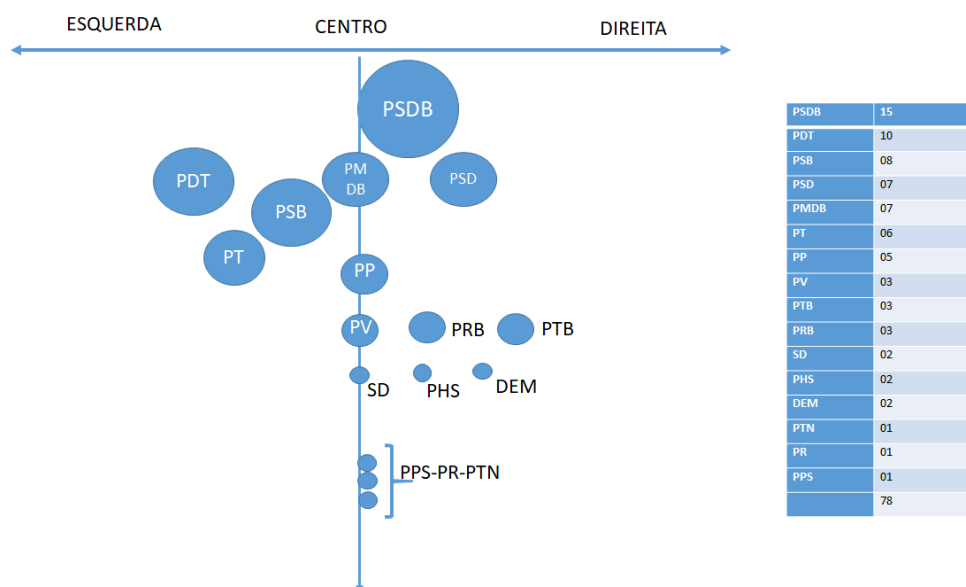 ESQUERDA CENTRO DIREITA
PSDB
PM
DB
PDT
PSD
PSB
PT
PP
PV
PRB
PTB
SD
PHS
DEM
PPS-PR-PTN
PSDB 15
PDT 10
PSB 08
PSD 07
PMDB 07
PT 06
PP 05
PV 03
PTB 03
PRB 03
SD 02
PHS 02
DEM 02
PTN 01
PR 01
PPS 01
78